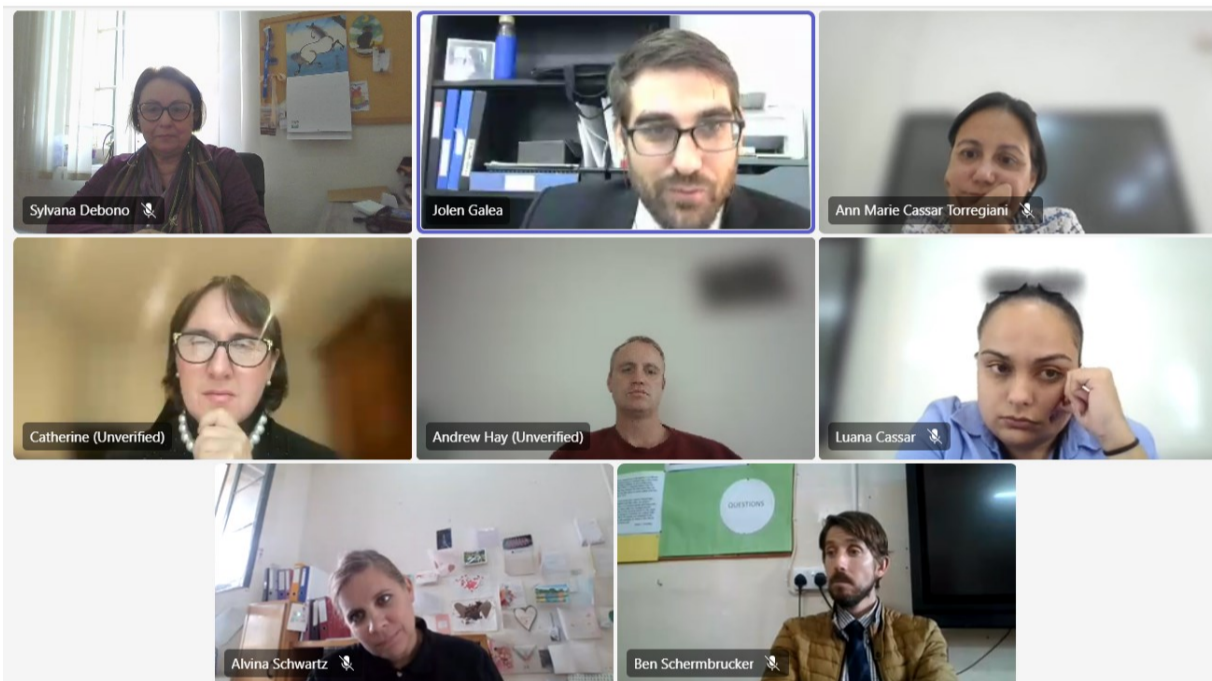 Sylvana Debono
Jolen Galea
Ann Marie Cassar Torregiani
Catherine (Unverified)
Andrew Hay (Unverified)
Luana Cassar
QUESTIONS
Alvina Schwartz
Ben Schermbrucker